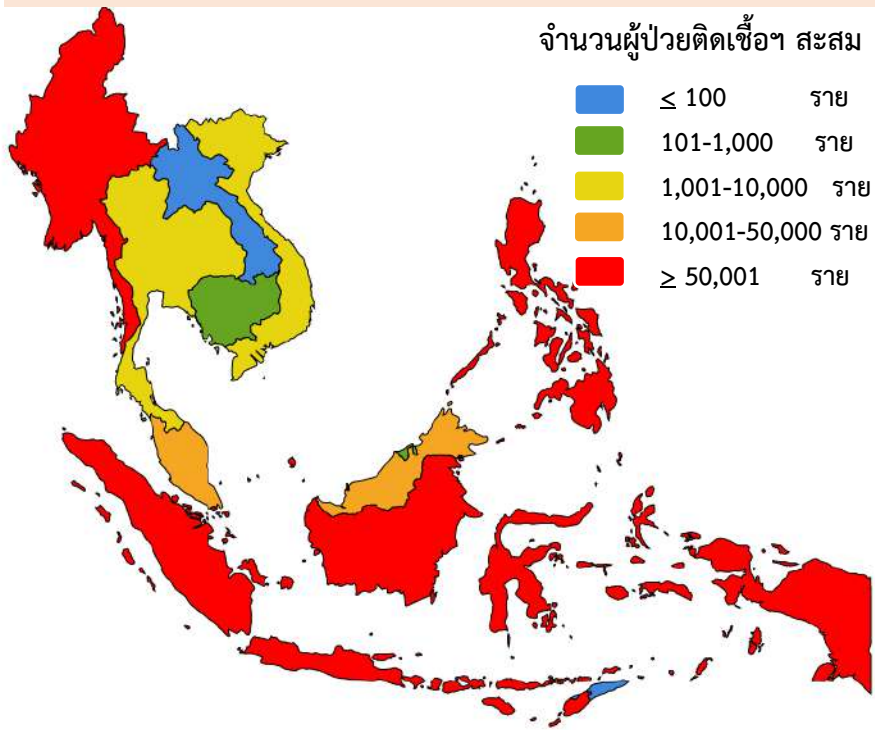 จำนวนผู้ป่วยติดเชื้อฯ สะสม
≤ 100 ราย
101-1,000 ราย
1,001-10,000 ราย
10,001-50,000 ราย
≥ 50,001 ราย